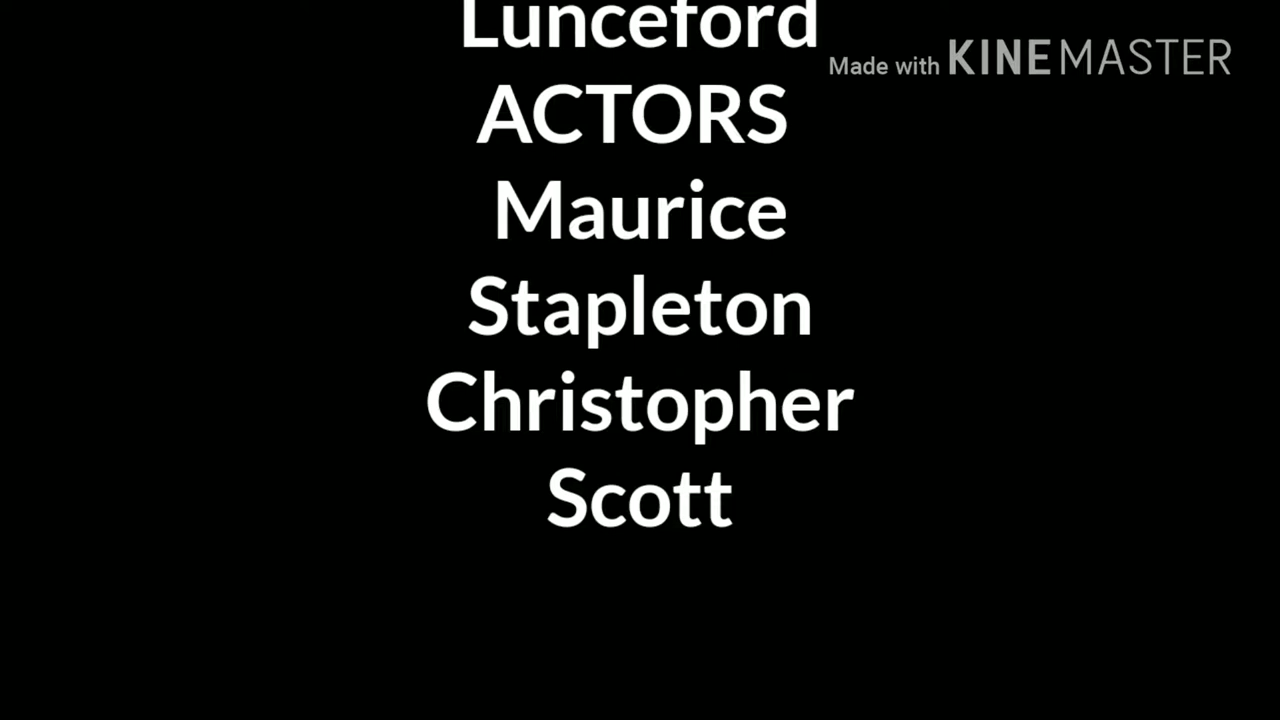 Lunceford
Made with KINEMASTER
ACTORS
Maurice
Stapleton
Christopher
Scott